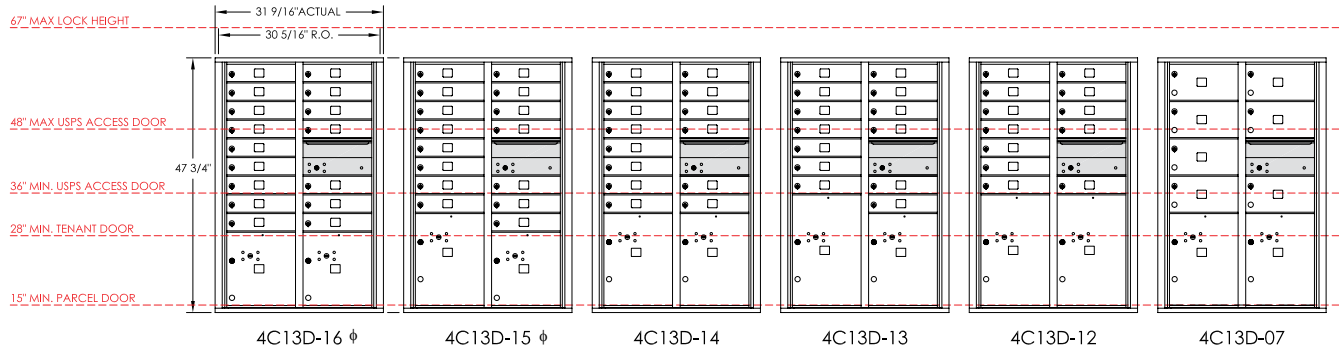 31 9/16" ACTUAL
67" MAX LOCK HEIGHT
30 5/16" R.O.
48" MAX USPS ACCESS DOOR
47 3/4"
36" MIN. USPS ACCESS DOOR
28" MIN. TENANT DOOR
15" MIN. PARCEL DOOR
4C13D-16 ϕ
4C13D-15 ϕ
4C13D-14
4C13D-13
4C13D-12
4C13D-07